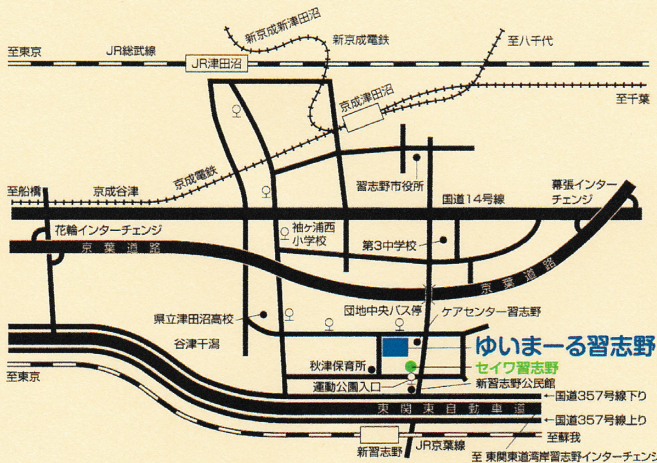 新京成新津田沼
新京成電鉄
至八千代
至東京
JR総武線
JR津田沼
京成津田沼
至千葉
京成電鉄
習志野市役所
至船橋
京成谷津
国道14号線
幕張インター
チェンジ
花輪インターチェンジ
袖ヶ浦西
小学校
第3中学校
京葉道路
京葉道路
県立津田沼高校
団地中央バス停
ケアセンター習志野
谷津干潟
ゆいまーる習志野
秋津保育所
セイワ習志野
至東京
運動公園入口
新習志野公民館
←国道357号線下り
東関東自動車道
←国道357号線上り
至蘇我
新習志野
JR京葉線
至 東関東道湾岸習志野インターチェンジ